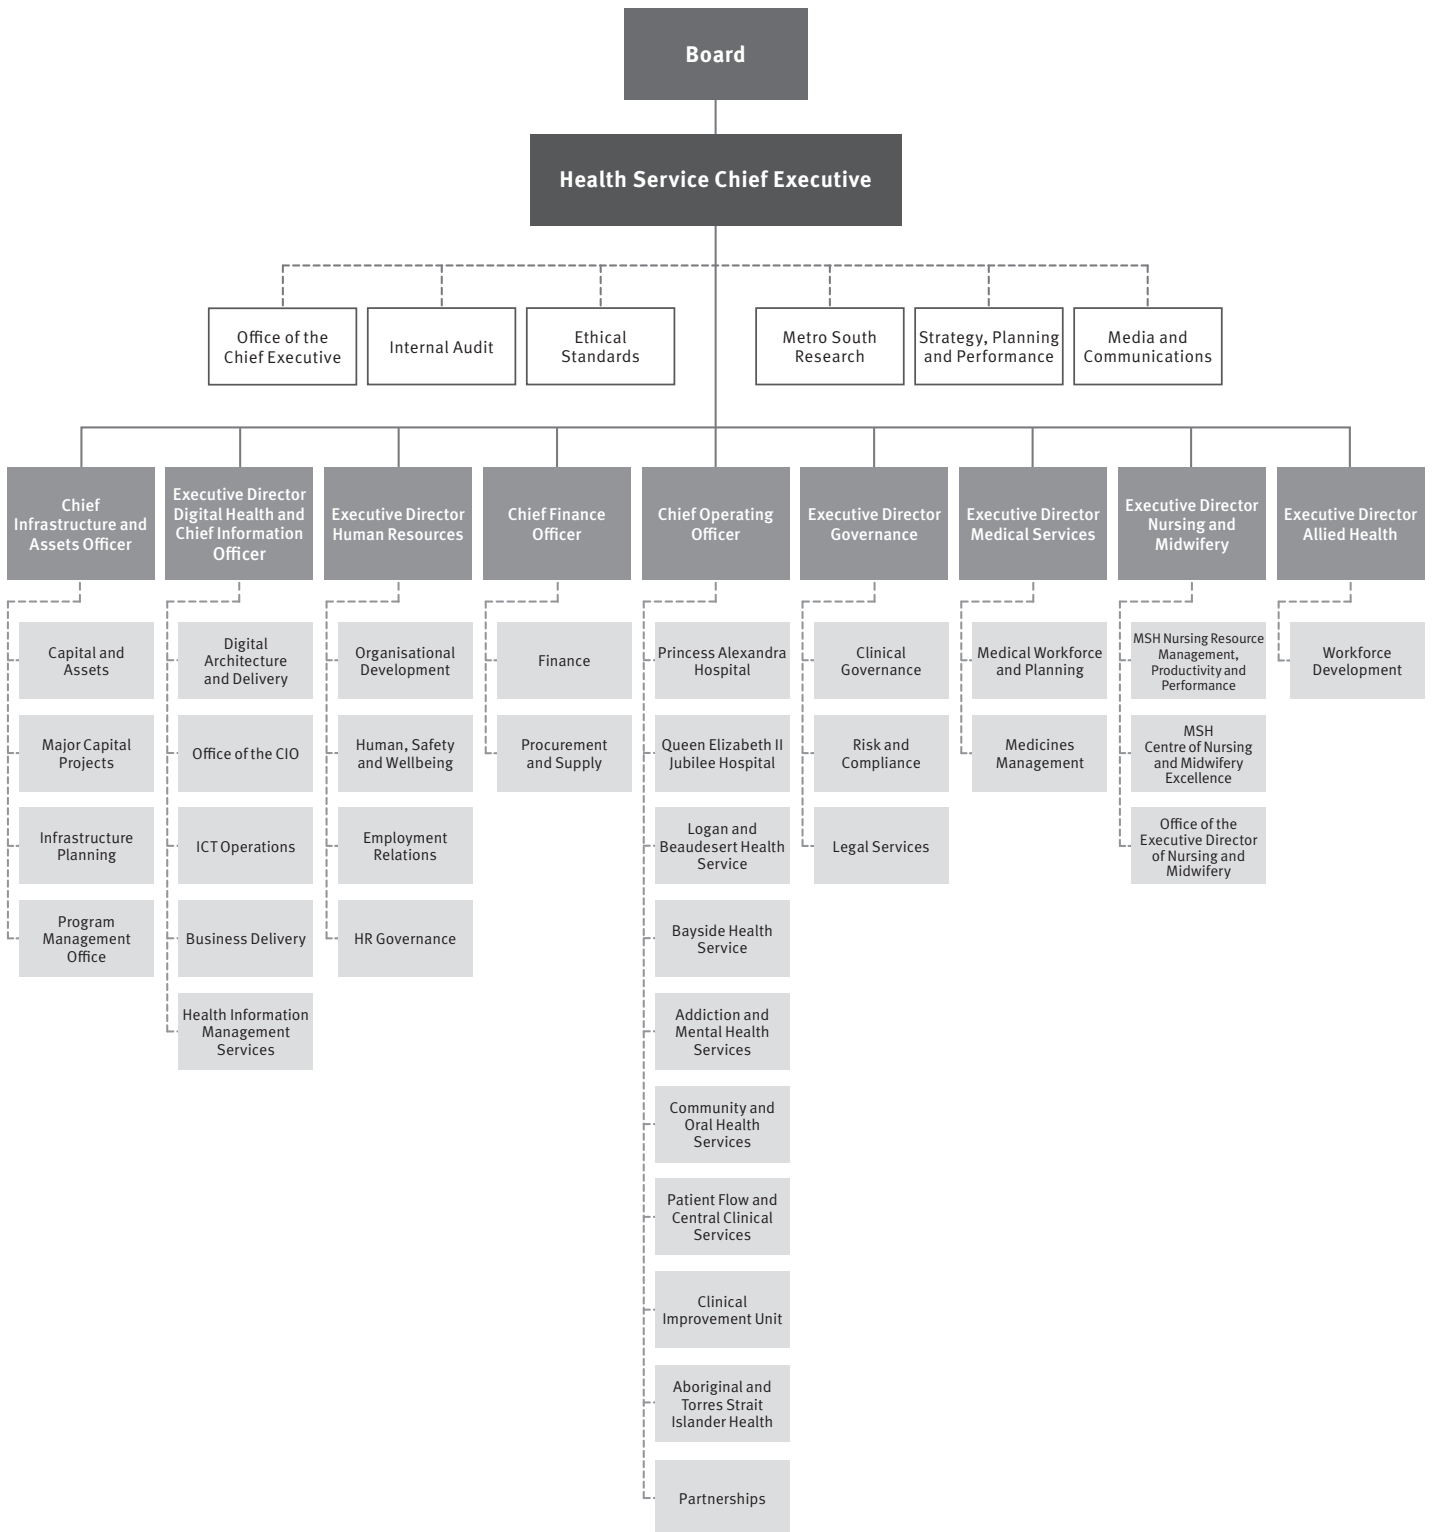 Board
Health Service Chief Executive
Office of the
Chief Executive
Internal Audit
Ethical
Standards
Metro South
Research
Strategy, Planning
and Performance
Media and
Communications
Chief
Infrastructure and
Assets Officer
Executive Director
Digital Health and
Chief Information
Officer
Executive Director
Human Resources
Chief Finance
Officer
Chief Operating
Officer
Executive Director
Governance
Executive Director
Medical Services
Executive Director
Nursing and
Midwifery
Executive Director
Allied Health
Capital and
Assets
Major Capital
Projects
Infrastructure
Planning
Program
Management
Office
Digital
Architecture
and Delivery
Office of the CIO
ICT Operations
Business Delivery
Health Information
Management
Services
Organisational
Development
Human, Safety
and Wellbeing
Employment
Relations
HR Governance
Finance
Procurement
and Supply
Princess Alexandra
Hospital
Queen Elizabeth II
Jubilee Hospital
Logan and
Beaudesert Health
Service
Bayside Health
Service
Addiction and
Mental Health
Services
Community and
Oral Health
Services
Patient Flow and
Central Clinical
Services
Clinical
Improvement Unit
Aboriginal and
Torres Strait
Islander Health
Partnerships
Clinical
Governance
Risk and
Compliance
Legal Services
Medical Workforce
and Planning
Medicines
Management
MSH Nursing Resource
Management,
Productivity and
Performance
MSH
Centre of Nursing
and Midwifery
Excellence
Office of the
Executive Director
of Nursing and
Midwifery
Workforce
Development